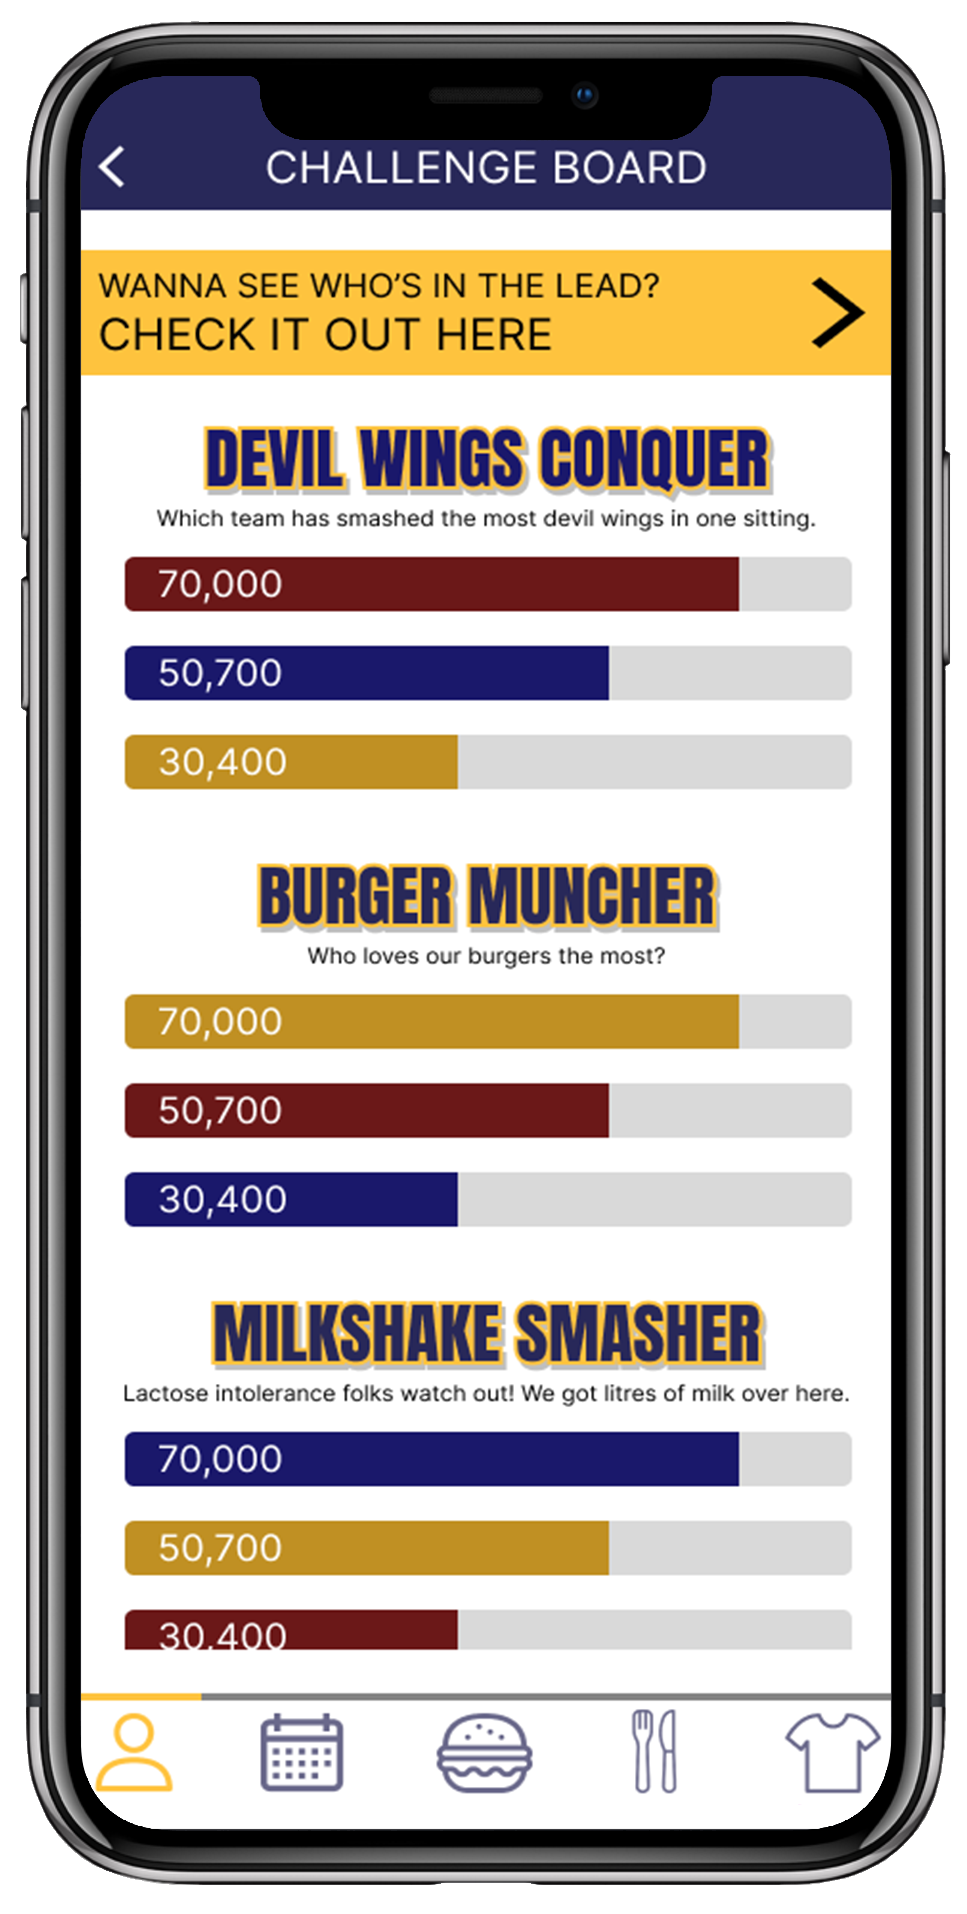 CHALLENGE BOARD
WANNA SEE WHO'S IN THE LEAD?
CHECK IT OUT HERE
DEVIL WINGS CONQUER
Which team has smashed the most devil wings in one sitting.
70,000
50,700
30,400
BURGER MUNCHER
Who loves our burgers the most?
70,000
50,700
30,400
MILKSHAKE SMASHER
Lactose intolerance folks watch out! We got litres of milk over here.
70,000
50,700
30,400